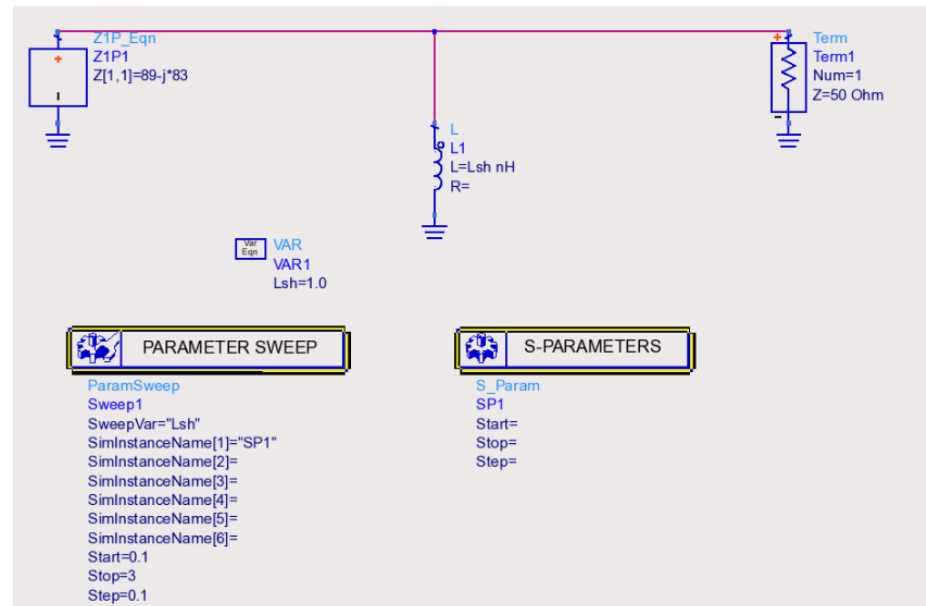 Z1P_Eqn
Z1P1
Z[1,1]=89-j*83
Term
Term1
Num=1
Z=50 Ohm
L
L1
L=Lsh nH
R=
Var
Eqn
VAR
VAR1
Lsh=1.0
PARAMETER SWEEP
ParamSweep
Sweep1
SweepVar="Lsh"
SimInstanceName[1]="SP1"
SimInstanceName[2]=
SimInstanceName[3]=
SimInstanceName[4]=
SimInstanceName[5]=
SimInstanceName[6]=
Start=0.1
Stop=3
Step=0.1
S-PARAMETERS
S_Param
SP1
Start=
Stop=
Step=